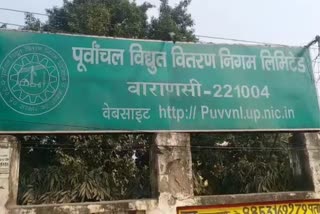 पूर्वांचल विद्युत वितरण निगम लिमिटेड
वाराणसी-221004
वेबसाइट http://Puvvnl.up.nic.in